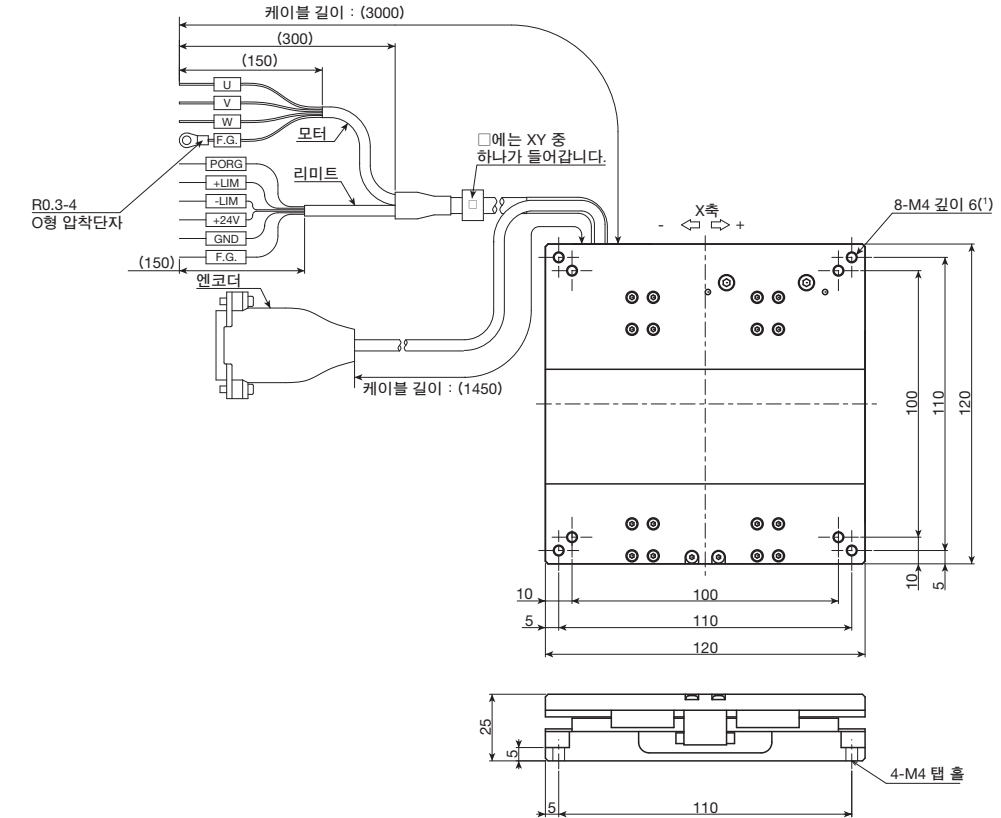 케이블 길이 : (3000)
(300)
(150)
U
V
W
F.G.
모터
□에는 XY 중
하나가 들어갑니다.
PORG
+LIM
-LIM
+24V
GND
F.G.
리미트
R0.3-4
O형 압착단자
(150)
엔코더
케이블 길이 : (1450)
X축
- +
8-M4 깊이 6(¹)
100
110
120
10
5
10
100
5
110
120
25
5
4-M4 탭 홀
5
110